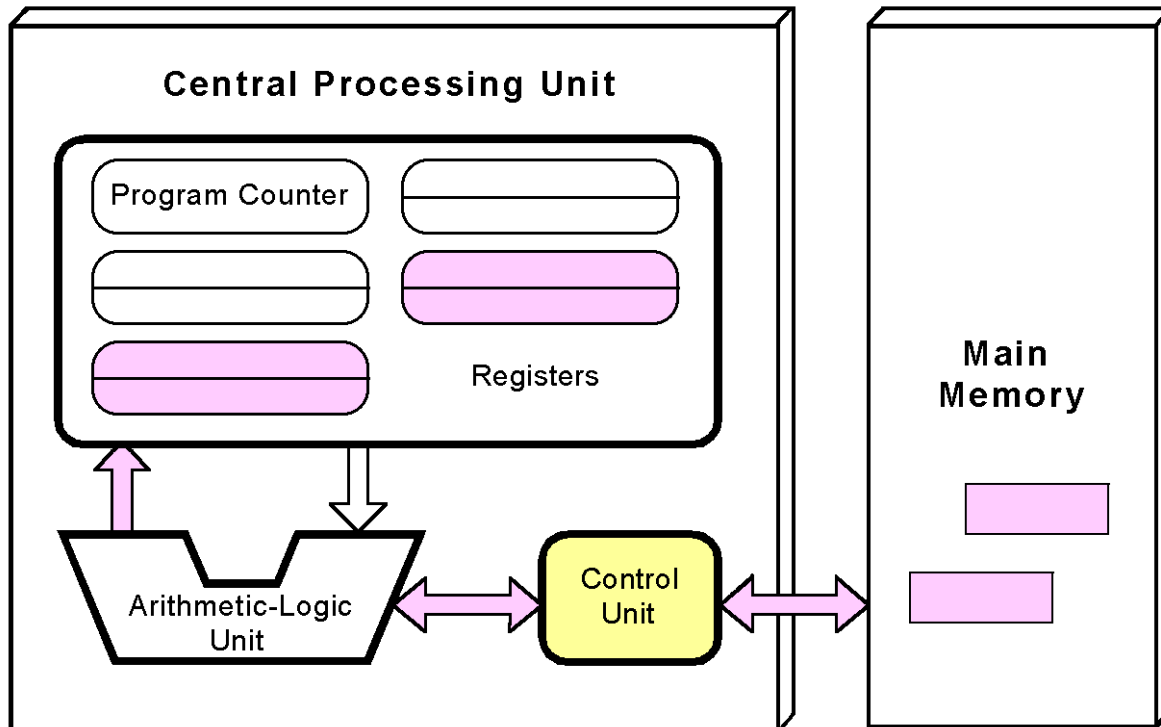 Central Processing Unit
Program Counter
Registers
Main
Memory
Arithmetic-Logic
Unit
Control
Unit